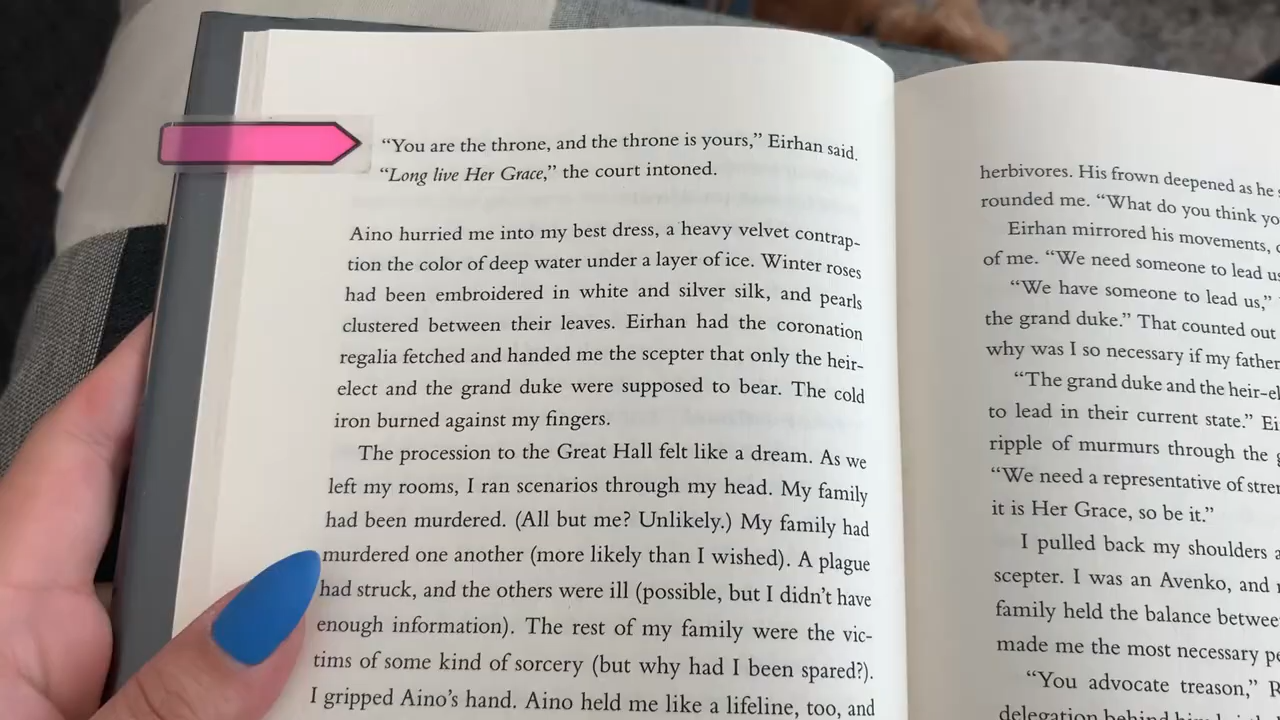 “You are the throne, and the throne is yours,” Eirhan said.
“Long live Her Grace,” the court intoned.
Aino hurried me into my best dress, a heavy velvet contrap-
tion the color of deep water under a layer of ice. Winter roses
had been embroidered in white and silver silk, and pearls
clustered between their leaves. Eirhan had the coronation
regalia fetched and handed me the scepter that only the heir-
elect and the grand duke were supposed to bear. The cold
iron burned against my fingers.
The procession to the Great Hall felt like a dream. As we
left my rooms, I ran scenarios through my head. My family
had been murdered. (All but me? Unlikely.) My family had
murdered one another (more likely than I wished). A plague
had struck, and the others were ill (possible, but I didn’t have
enough information). The rest of my family were the vic-
tims of some kind of sorcery (but why had I been spared?).
I gripped Aino’s hand. Aino held me like a lifeline, too, and
herbivores. His frown deepened as he
rounded me. “What do you think
Eirhan mirrored his movements,
of me. “We need someone to lead
“We have someone to lead us,”
the grand duke.” That counted out
why was I so necessary if my father
“The grand duke and the
to lead in their current state.”
ripple of murmurs through the
“We need a representative of
it is Her Grace, so be it.”
I pulled back my shoulders
scepter. I was an Avenko, and
family held the balance
made me the most necessary
“You advocate treason,”
delegation behind